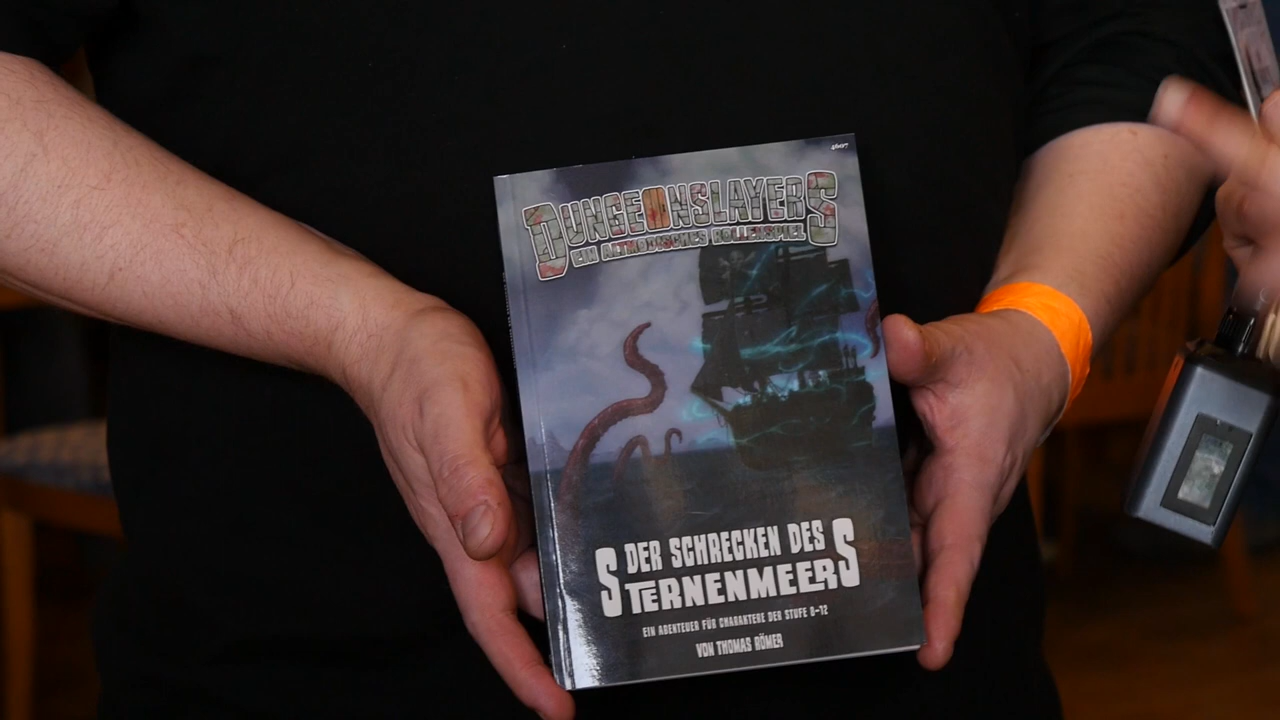 46107
DUNGEONSLAYERS
EIN ALTMODISCHES ROLLENSPIEL
DER SCHRECKEN DES
STERNENMEERS
EIN ABENTEUER FÜR CHARAKTERE DER STUFE 8–12
VON THOMAS RÖMER